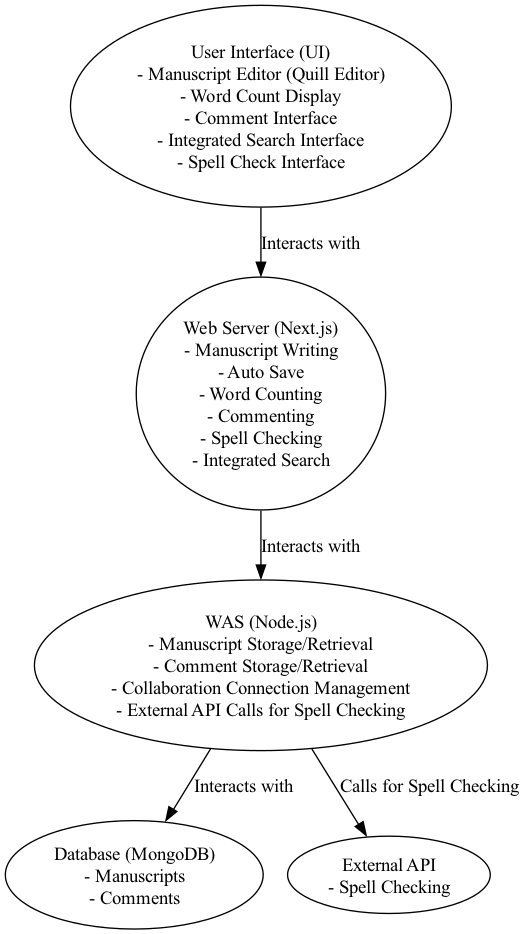 User Interface (UI)
- Manuscript Editor (Quill Editor)
- Word Count Display
- Comment Interface
- Integrated Search Interface
- Spell Check Interface
Interacts with
Web Server (Next.js)
- Manuscript Writing
- Auto Save
- Word Counting
- Commenting
- Spell Checking
- Integrated Search
Interacts with
WAS (Node.js)
- Manuscript Storage/Retrieval
- Comment Storage/Retrieval
- Collaboration Connection Management
- External API Calls for Spell Checking
Interacts with
Calls for Spell Checking
Database (MongoDB)
- Manuscripts
- Comments
External API
- Spell Checking